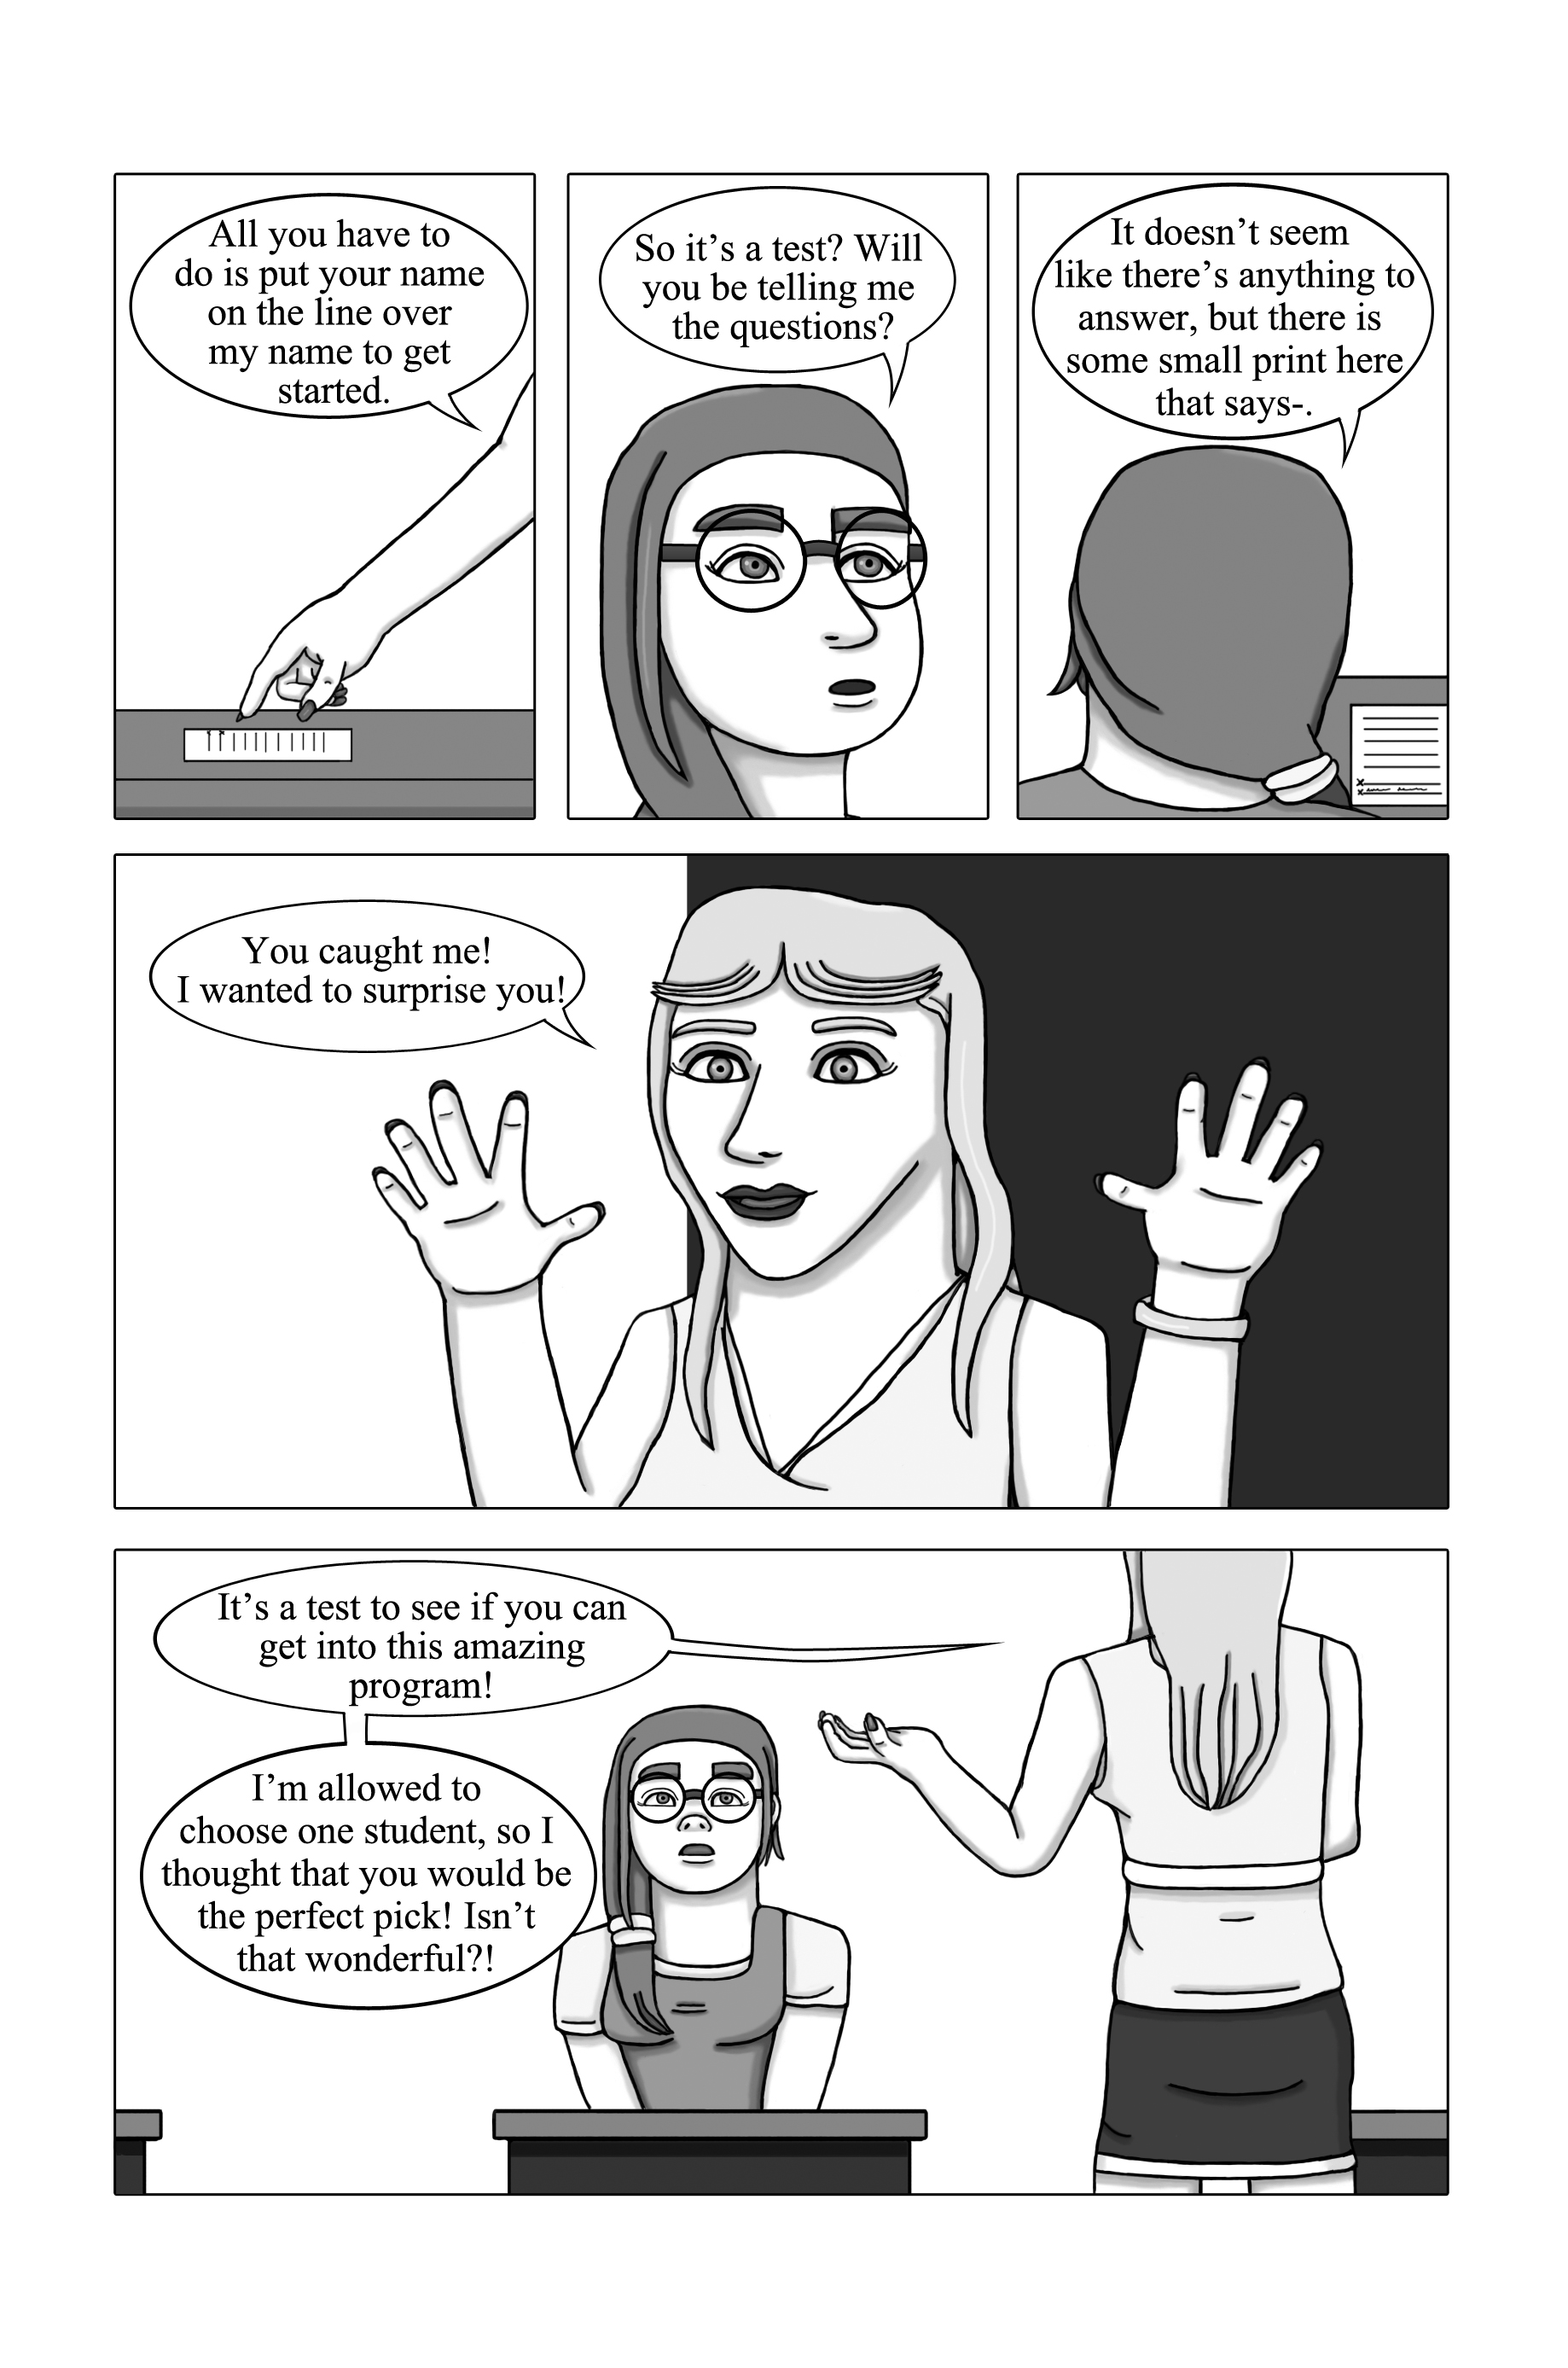 All you have to
do is put your name
on the line over
my name to get
started.
So it’s a test? Will
you be telling me
the questions?
It doesn’t seem
like there’s anything to
answer, but there is
some small print here
that says-.
You caught me!
I wanted to surprise you!
It’s a test to see if you can
get into this amazing
program!
I’m allowed to
choose one student, so I
thought that you would be
the perfect pick! Isn’t
that wonderful?!